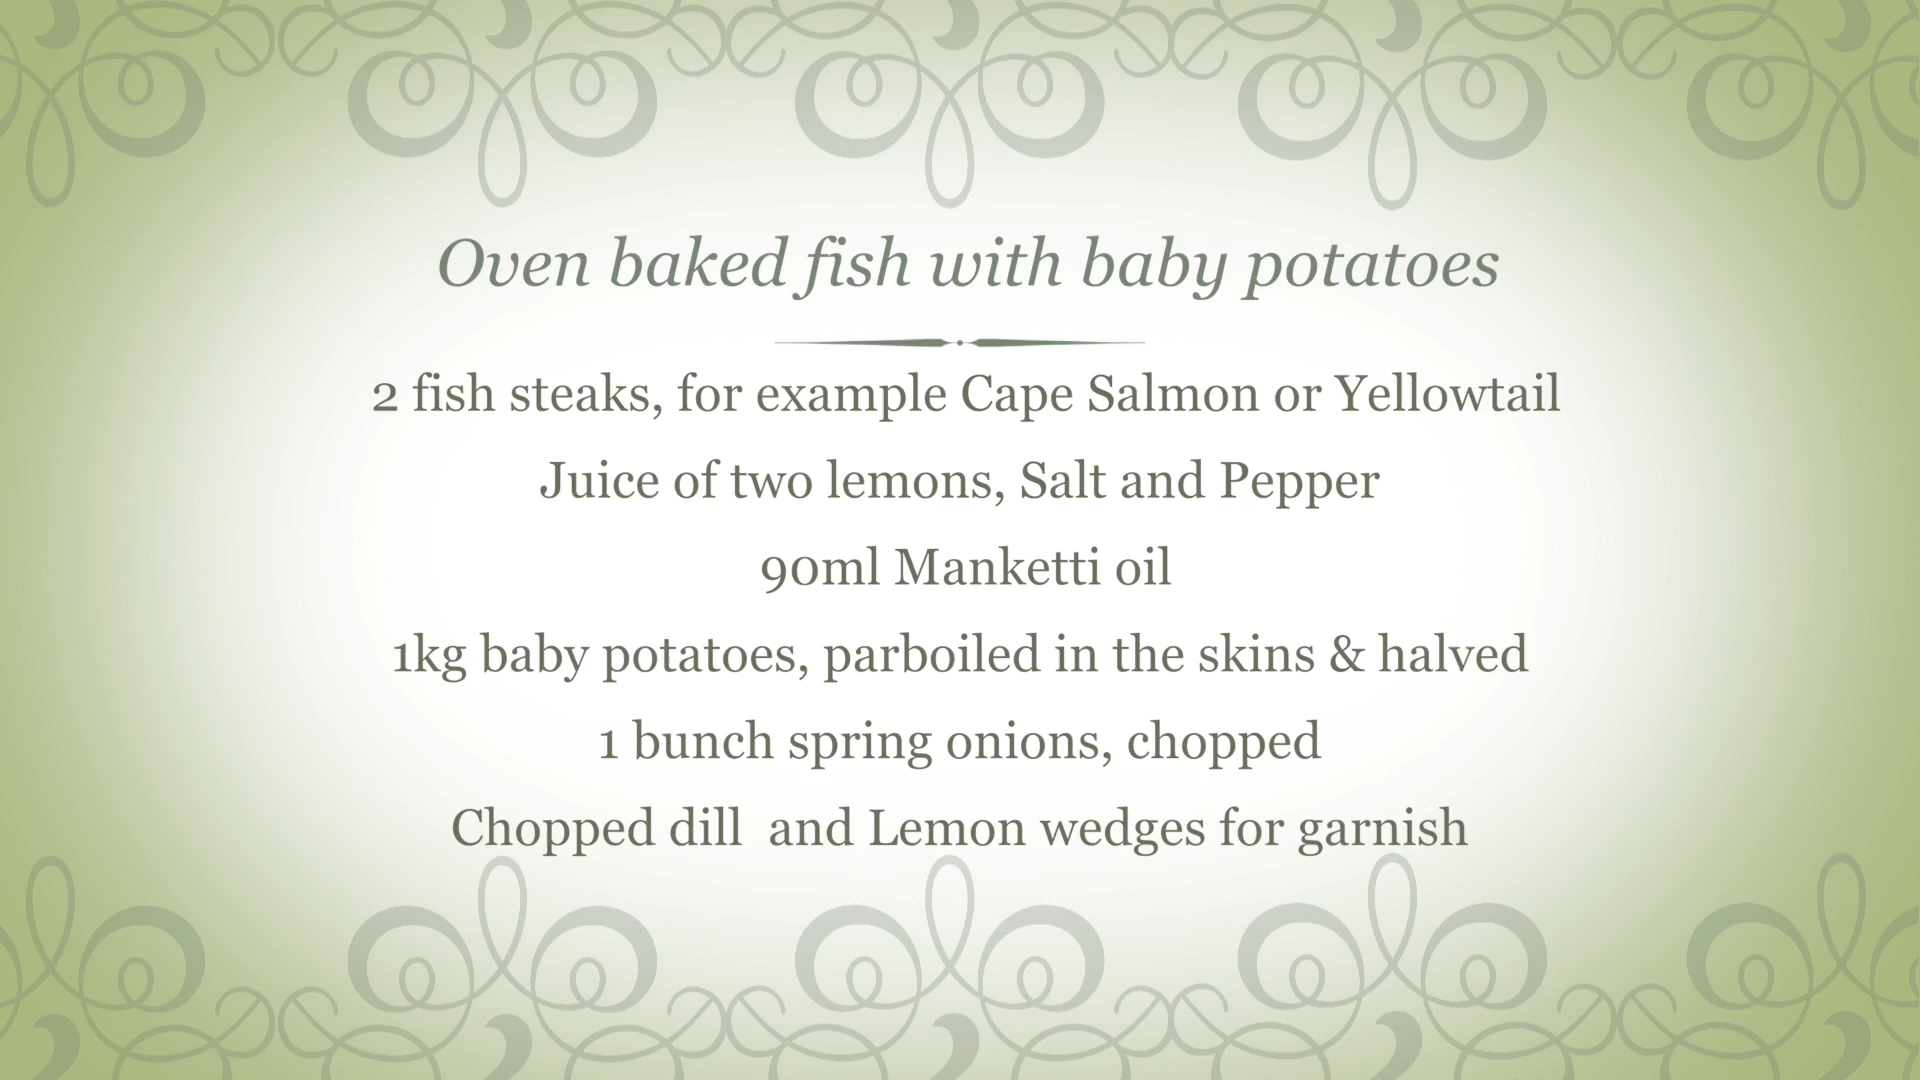 Oven baked fish with baby potatoes
2 fish steaks, for example Cape Salmon or Yellowtail
Juice of two lemons, Salt and Pepper
90ml Manketti oil
1kg baby potatoes, parboiled in the skins & halved
1 bunch spring onions, chopped
Chopped dill  and Lemon wedges for garnish